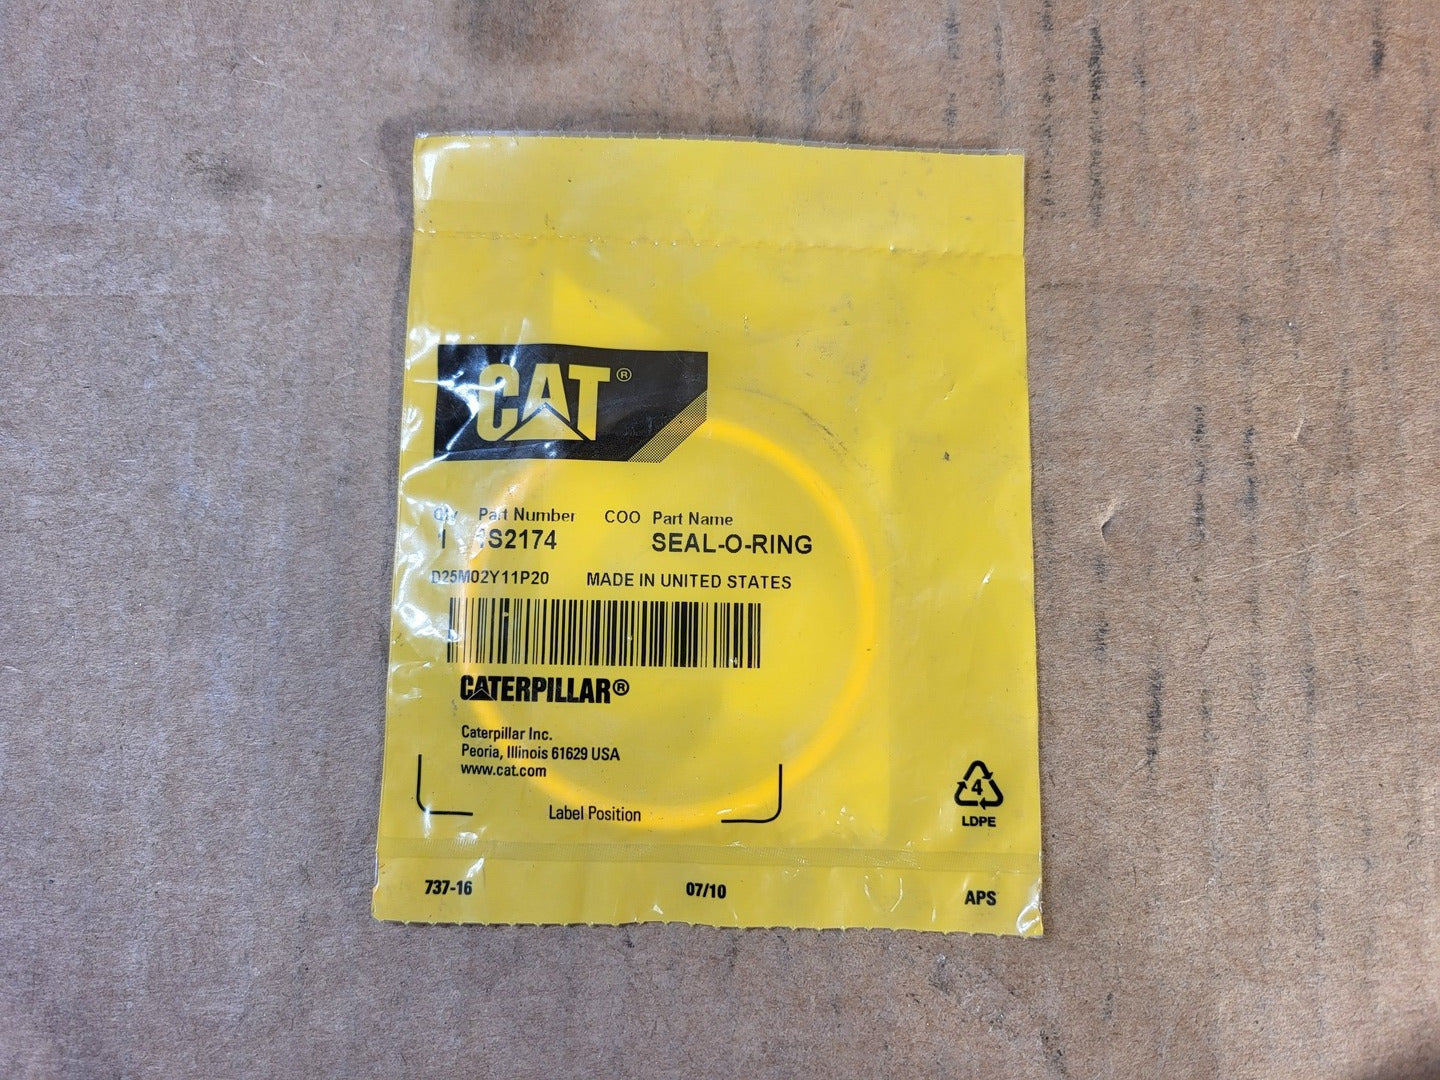 CAT®
Qty Part Number COO Part Name
1 SEAL-O-RING
D25M02Y11P20 MADE IN UNITED STATES
CATERPILLAR®
Caterpillar Inc.
Peoria, Illinois 61629 USA
www.cat.com
Label Position
4
LDPE
737-16 07/10 APS